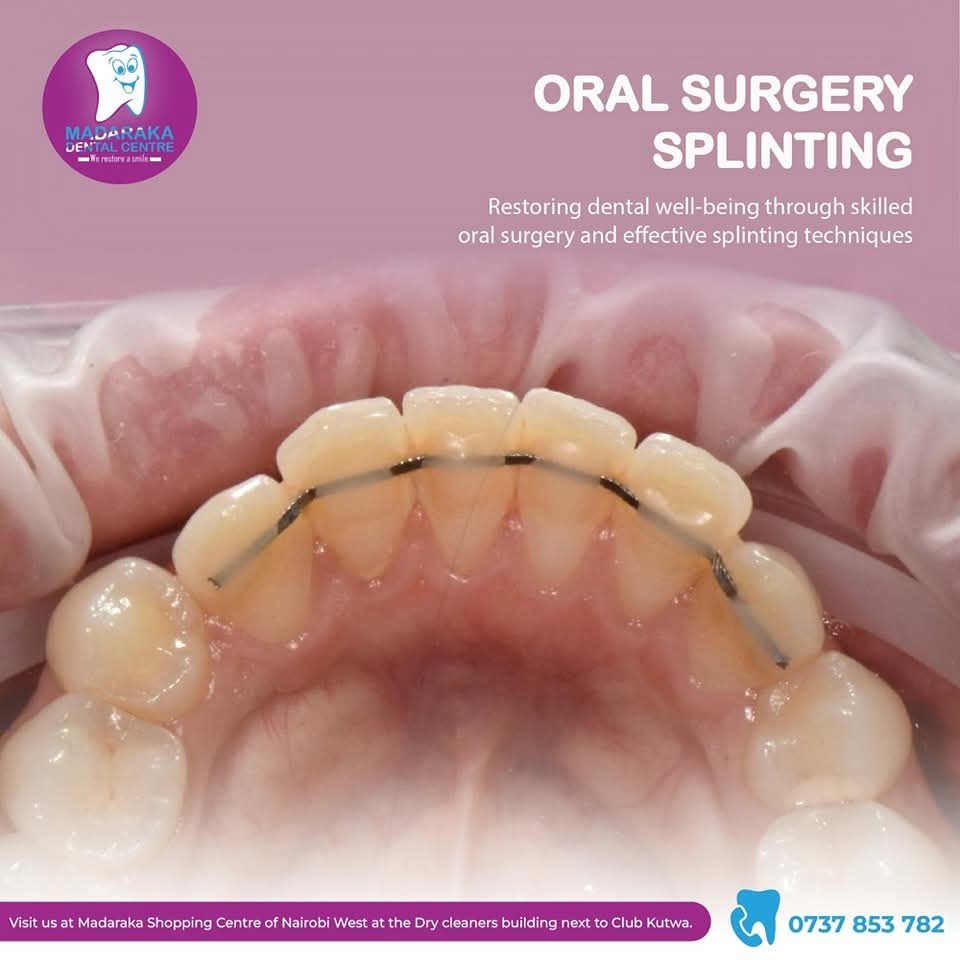 MADARAKA
DENTAL CENTRE
We restore a smile
ORAL SURGERY
SPLINTING
Restoring dental well-being through skilled
oral surgery and effective splinting techniques
Visit us at Madaraka Shopping Centre of Nairobi West at the Dry cleaners building next to Club Kutwa.
0737 853 782